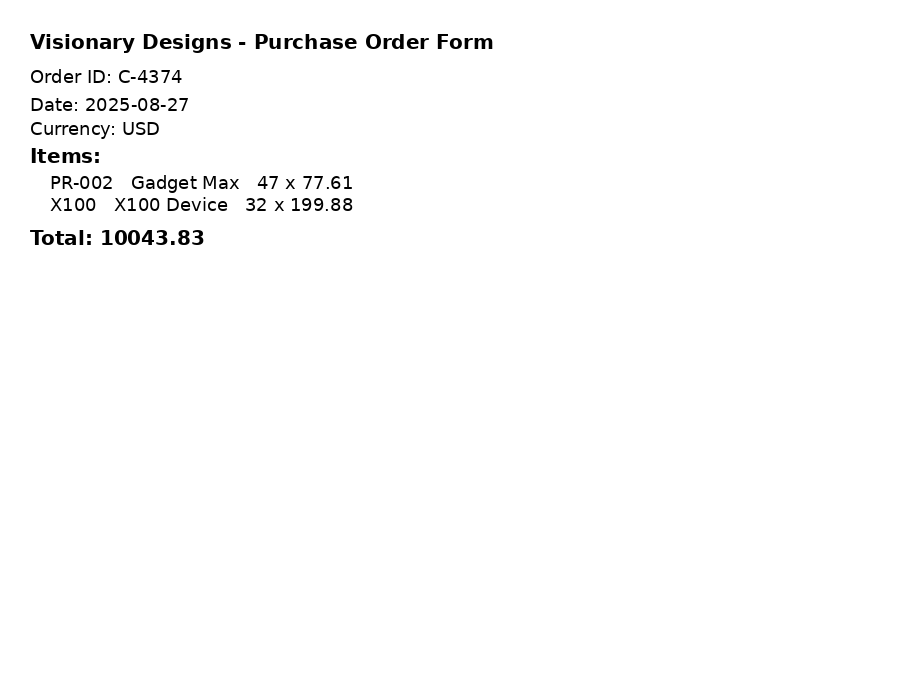 Visionary Designs - Purchase Order Form
Order ID: C-4374
Date: 2025-08-27
Currency: USD
Items:
PR-002 Gadget Max 47 x 77.61
X100 X100 Device 32 x 199.88
Total: 10043.83